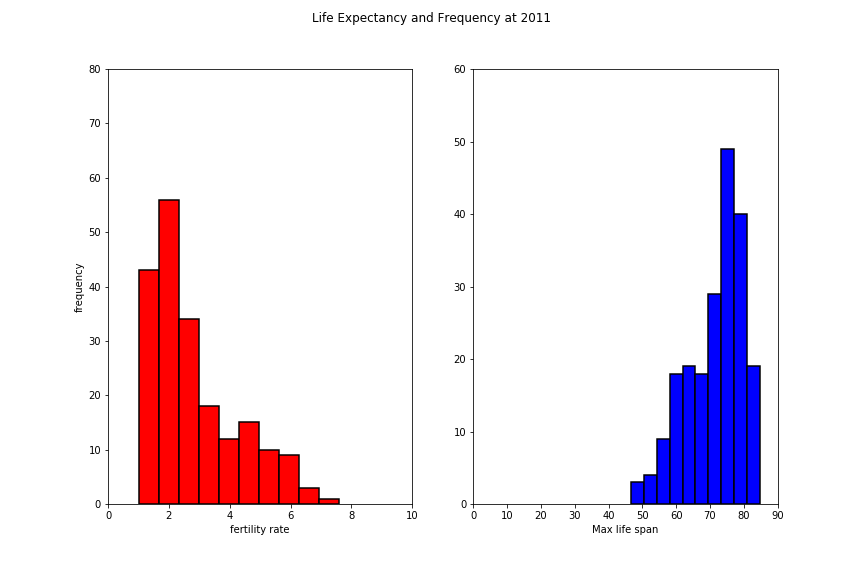 Life Expectancy and Frequency at 2011
80
70
60
50
40
30
20
10
0
frequency
0 2 4 6 8 10
fertility rate
60
50
40
30
20
10
0
0 10 20 30 40 50 60 70 80 90
Max life span